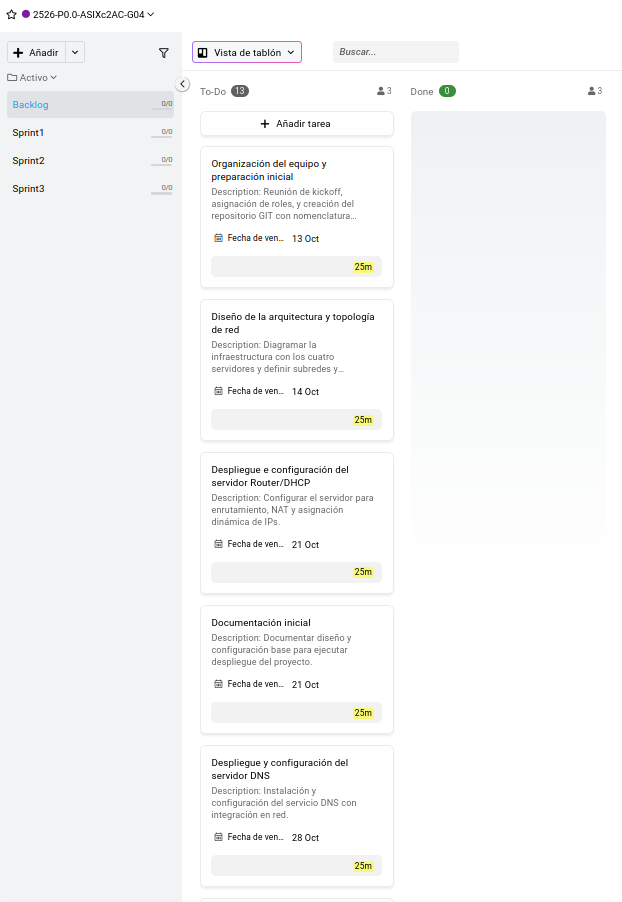 2526-P0.0-ASIXc2AC-G04
Añadir
Activo
Backlog 0/0
Sprint1 0/0
Sprint2 0/0
Sprint3 0/0
Vista de tablón
Buscar...
To-Do 13 3
Añadir tarea
Organización del equipo y
preparación inicial
Description: Reunión de kickoff,
asignación de roles, y creación del
repositorio GIT con nomenclatura…
Fecha de ven… 13 Oct
25m
Diseño de la arquitectura y topología
de red
Description: Diagramar la
infraestructura con los cuatro
servidores y definir subredes y…
Fecha de ven… 14 Oct
25m
Despliegue e configuración del
servidor Router/DHCP
Description: Configurar el servidor para
enrutamiento, NAT y asignación
dinámica de IPs.
Fecha de ven… 21 Oct
25m
Documentación inicial
Description: Documentar diseño y
configuración base para ejecutar
despliegue del proyecto.
Fecha de ven… 21 Oct
25m
Despliegue y configuración del
servidor DNS
Description: Instalación y
configuración del servicio DNS con
integración en red.
Fecha de ven… 28 Oct
25m
Done 0 3